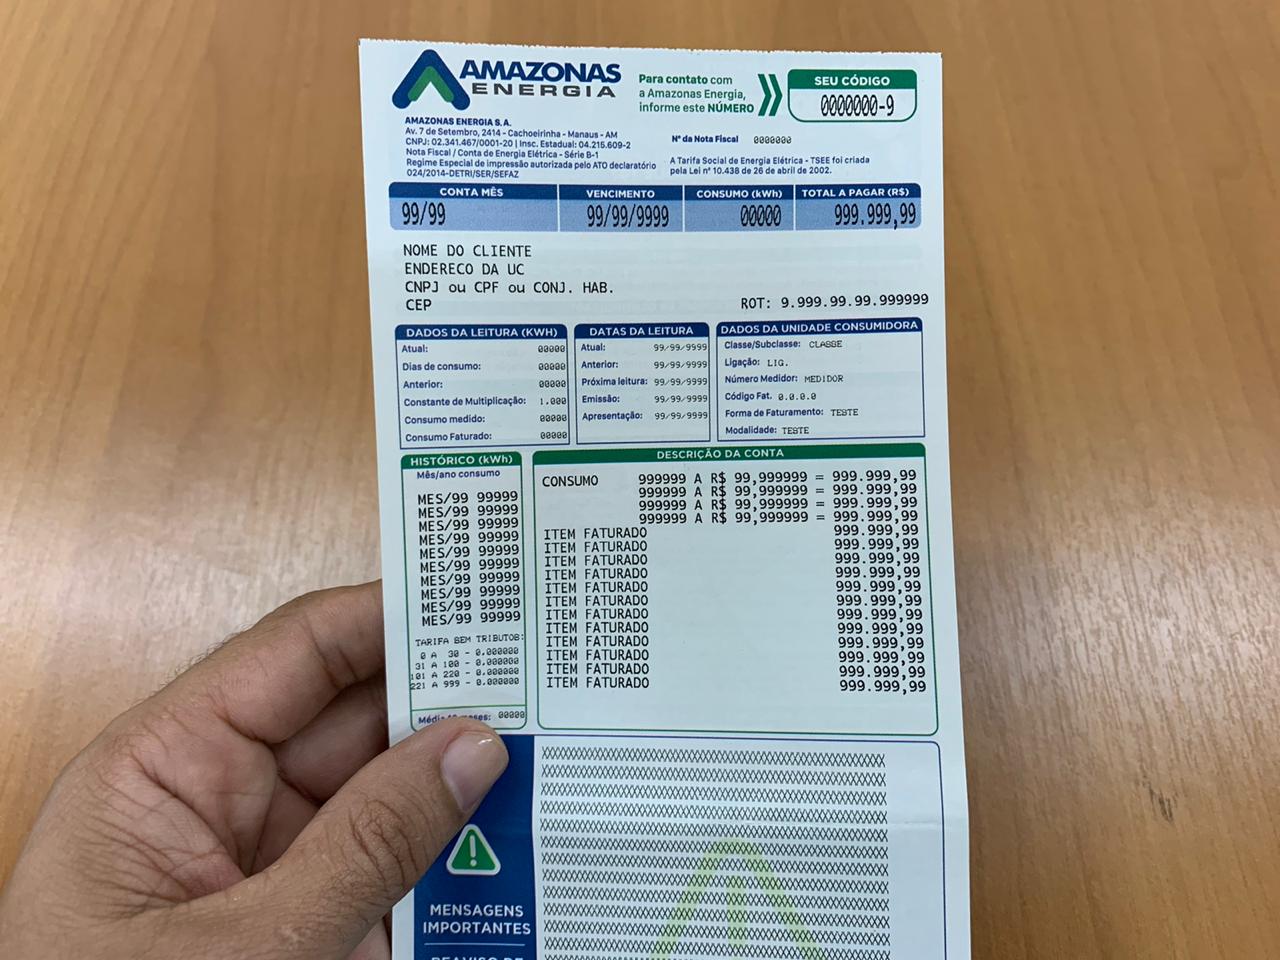 AMAZONAS
ENERGIA
Para contato com
a Amazonas Energia,
informe este NÚMERO
SEU CÓDIGO
0000000-9
AMAZONAS ENERGIA S.A.
Av. 7 de Setembro, 2414 - Cachoeirinha - Manaus - AM
CNPJ: 02.341.467/0001-20 | Insc. Estadual: 04.215.609-2
Nota Fiscal / Conta de Energia Elétrica - Série B-1
Regime Especial de impressão autorizada pelo ATO declaratório
024/2014-DETRI/SER/SEFAZ
Nº da Nota Fiscal 0000000
A Tarifa Social de Energia Elétrica - TSEE foi criada
pela Lei nº 10.438 de 26 de abril de 2002.
CONTA MÊS VENCIMENTO CONSUMO (kWh) TOTAL A PAGAR (R$)
99/99 99/99/9999 00000 999.999,99
NOME DO CLIENTE
ENDERECO DA UC
CNPJ ou CPF ou CONJ. HAB.
CEP ROT: 9.999.99.99.999999
DADOS DA LEITURA (KWH)
Atual: 00000
Dias de consumo: 00000
Anterior: 00000
Constante de Multiplicação: 1.000
Consumo medido: 00000
Consumo Faturado: 00000
DATAS DA LEITURA
Atual: 99/99/9999
Anterior: 99/99/9999
Próxima leitura: 99/99/9999
Emissão: 99/99/9999
Apresentação: 99/99/9999
DADOS DA UNIDADE CONSUMIDORA
Classe/Subclasse: CLASSE
Ligação: LIG.
Número Medidor: MEDIDOR
Código Fat. 0.0.0.0
Forma de Faturamento: TESTE
Modalidade: TESTE
HISTÓRICO (kWh)
Mês/ano consumo
MES/99 99999
MES/99 99999
MES/99 99999
MES/99 99999
MES/99 99999
MES/99 99999
MES/99 99999
MES/99 99999
MES/99 99999
MES/99 99999
TARIFA SEM TRIBUTOS:
0 A 30 - 0.000000
31 A 100 - 0.000000
101 A 220 - 0.000000
221 A 999 - 0.000000
Média meses: 00000
DESCRIÇÃO DA CONTA
CONSUMO 999999 A R$ 99,999999 = 999.999,99
999999 A R$ 99,999999 = 999.999,99
999999 A R$ 99,999999 = 999.999,99
999999 A R$ 99,999999 = 999.999,99
ITEM FATURADO 999.999,99
ITEM FATURADO 999.999,99
ITEM FATURADO 999.999,99
ITEM FATURADO 999.999,99
ITEM FATURADO 999.999,99
ITEM FATURADO 999.999,99
ITEM FATURADO 999.999,99
ITEM FATURADO 999.999,99
ITEM FATURADO 999.999,99
ITEM FATURADO 999.999,99
ITEM FATURADO 999.999,99
ITEM FATURADO 999.999,99
MENSAGENS
IMPORTANTES
REAVISO DE